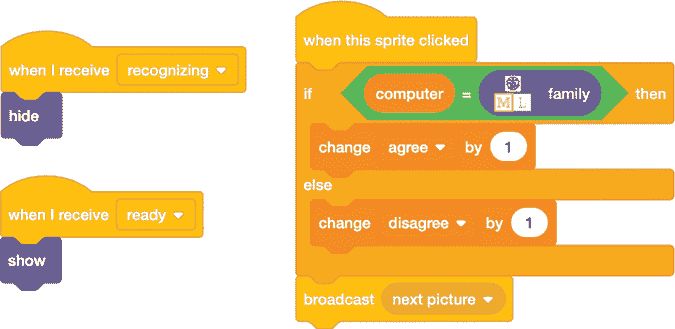 when I receive recognizing
hide
when I receive ready
show
when this sprite clicked
if computer = ML family then
change agree by 1
else
change disagree by 1
broadcast next picture